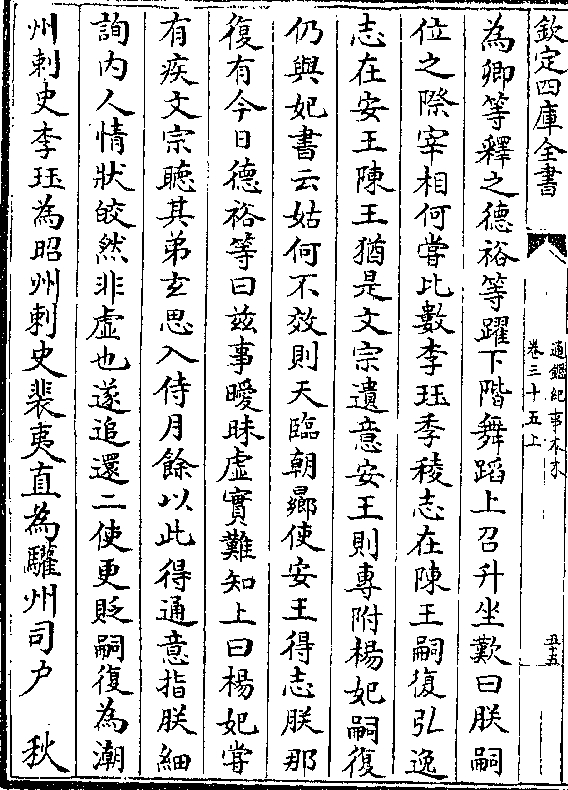 欽定四庫全書
通鑑紀事本末
卷三十五上
五十五
為卿等釋之德裕等躍下階舞蹈上召升坐歎曰朕嗣
位之際宰相何嘗比數李珏季稜志在陳王嗣復弘逸
志在安王陳王猶是文宗遺意安王則專附楊妃嗣復
仍與妃書云姑何不效則天臨朝曏使安王得志朕那
復有今日德裕等曰兹事曖昧虚實難知上曰楊妃嘗
有疾文宗聽其弟玄思入侍月餘以此得通意指朕細
詢内人情狀皎然非虚也遂追還二使更貶嗣復為潮
州刺史李珏為昭州刺史裴夷直為驩州司户　秋